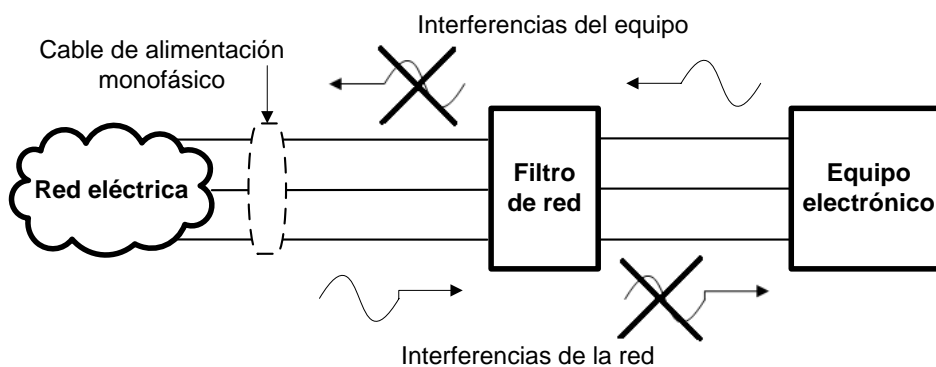 Interferencias del equipo
Cable de alimentación
monofásico
Red eléctrica
Filtro
de red
Equipo
electrónico
Interferencias de la red